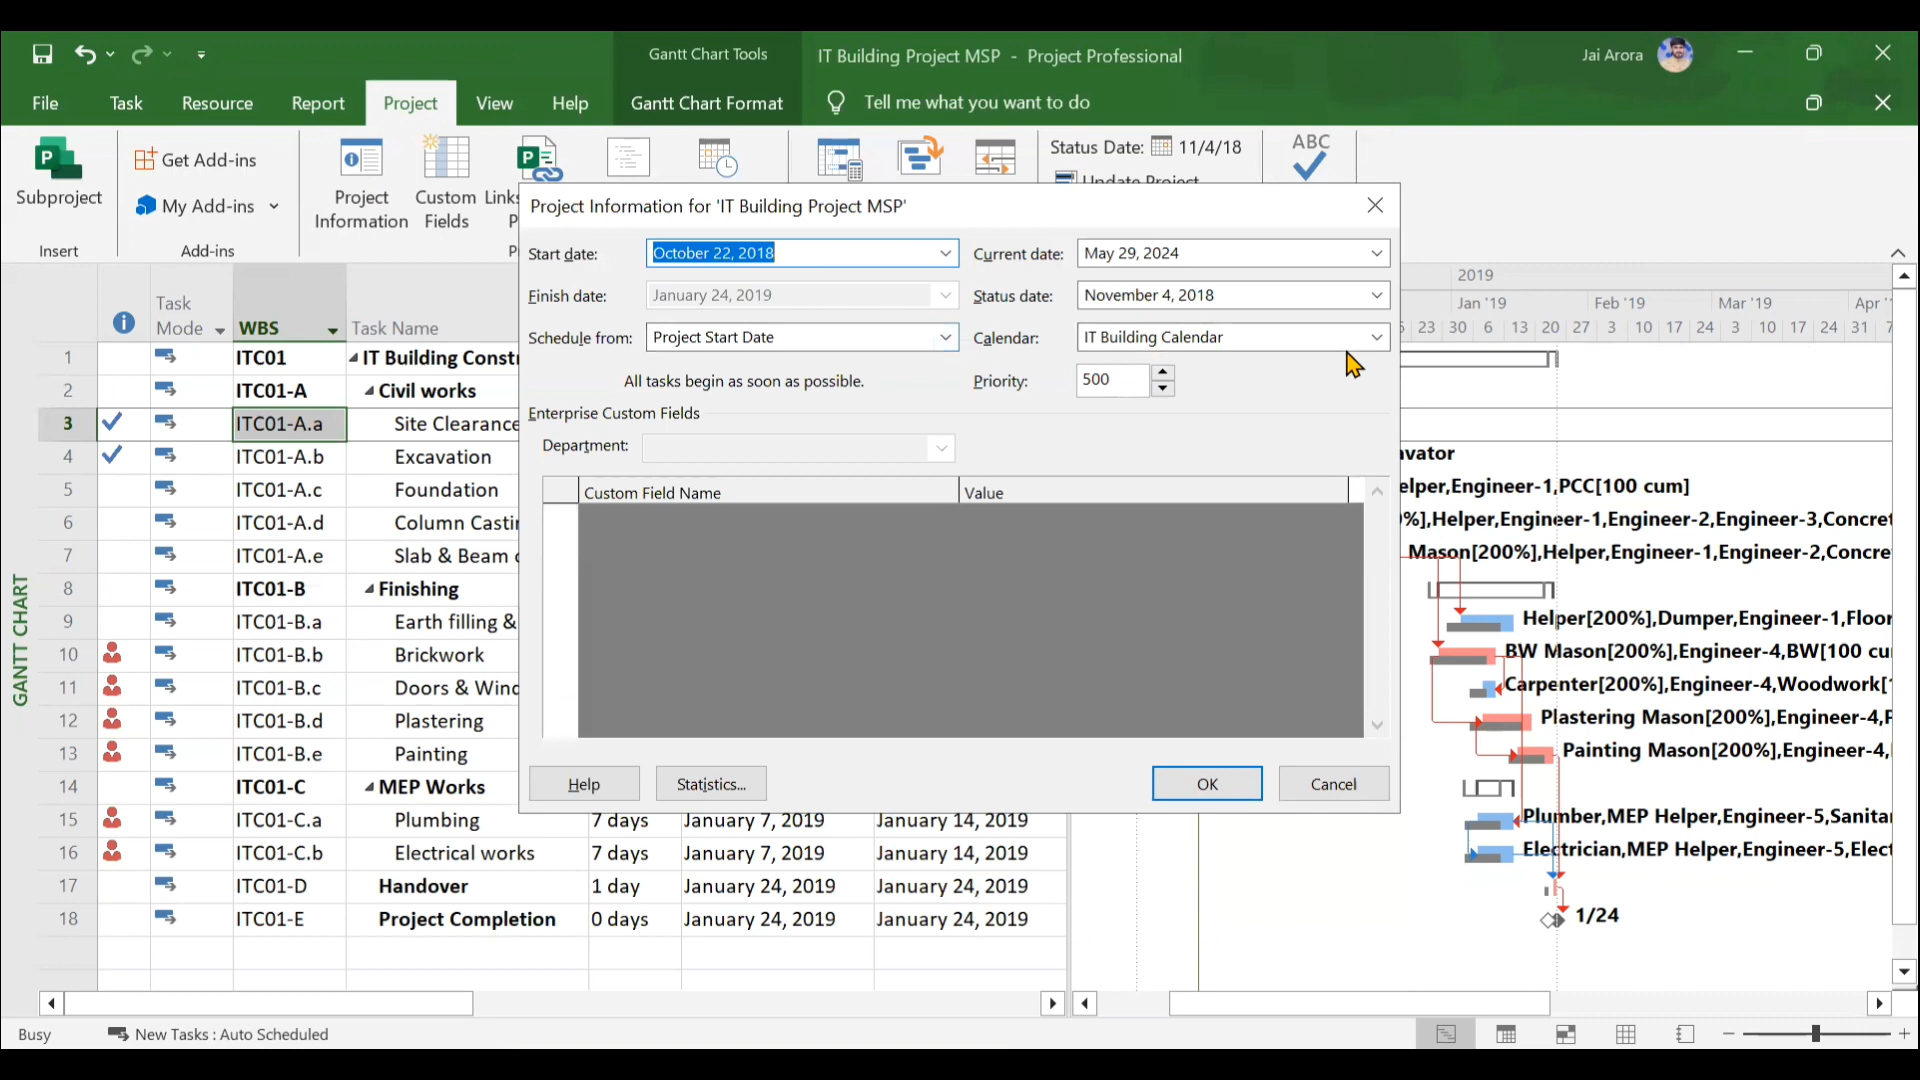 Gantt Chart Tools
IT Building Project MSP - Project Professional
Jai Arora
File
Task
Resource
Report
Project
View
Help
Gantt Chart Format
Tell me what you want to do
Subproject
Insert
Get Add-ins
My Add-ins
Add-ins
Project Information
Custom Fields
Status Date: 11/4/18
Update Project
ABC
Project Information for 'IT Building Project MSP'
Start date: October 22, 2018
Current date: May 29, 2024
Finish date: January 24, 2019
Status date: November 4, 2018
Schedule from: Project Start Date
Calendar: IT Building Calendar
All tasks begin as soon as possible.
Priority: 500
Enterprise Custom Fields
Department:
Custom Field Name Value
Help
Statistics...
OK
Cancel
GANTT CHART
Task Mode WBS Task Name
1 ITC01 IT Building Constr
2 ITC01-A Civil works
3 ITC01-A.a Site Clearance
4 ITC01-A.b Excavation
5 ITC01-A.c Foundation
6 ITC01-A.d Column Castin
7 ITC01-A.e Slab & Beam c
8 ITC01-B Finishing
9 ITC01-B.a Earth filling &
10 ITC01-B.b Brickwork
11 ITC01-B.c Doors & Wind
12 ITC01-B.d Plastering
13 ITC01-B.e Painting
14 ITC01-C MEP Works
15 ITC01-C.a Plumbing 7 days January 7, 2019 January 14, 2019
16 ITC01-C.b Electrical works 7 days January 7, 2019 January 14, 2019
17 ITC01-D Handover 1 day January 24, 2019 January 24, 2019
18 ITC01-E Project Completion 0 days January 24, 2019 January 24, 2019
2019
Jan '19 Feb '19 Mar '19 Apr '
23 30 6 13 20 27 3 10 17 24 3 10 17 24 31 7
avator
elper,Engineer-1,PCC[100 cum]
%],Helper,Engineer-1,Engineer-2,Engineer-3,Concret
Mason[200%],Helper,Engineer-1,Engineer-2,Concre
Helper[200%],Dumper,Engineer-1,Floor
BW Mason[200%],Engineer-4,BW[100 cu
Carpenter[200%],Engineer-4,Woodwork[
Plastering Mason[200%],Engineer-4,
Painting Mason[200%],Engineer-4,
Plumber,MEP Helper,Engineer-5,Sanita
Electrician,MEP Helper,Engineer-5,Elect
1/24
Busy
New Tasks : Auto Scheduled